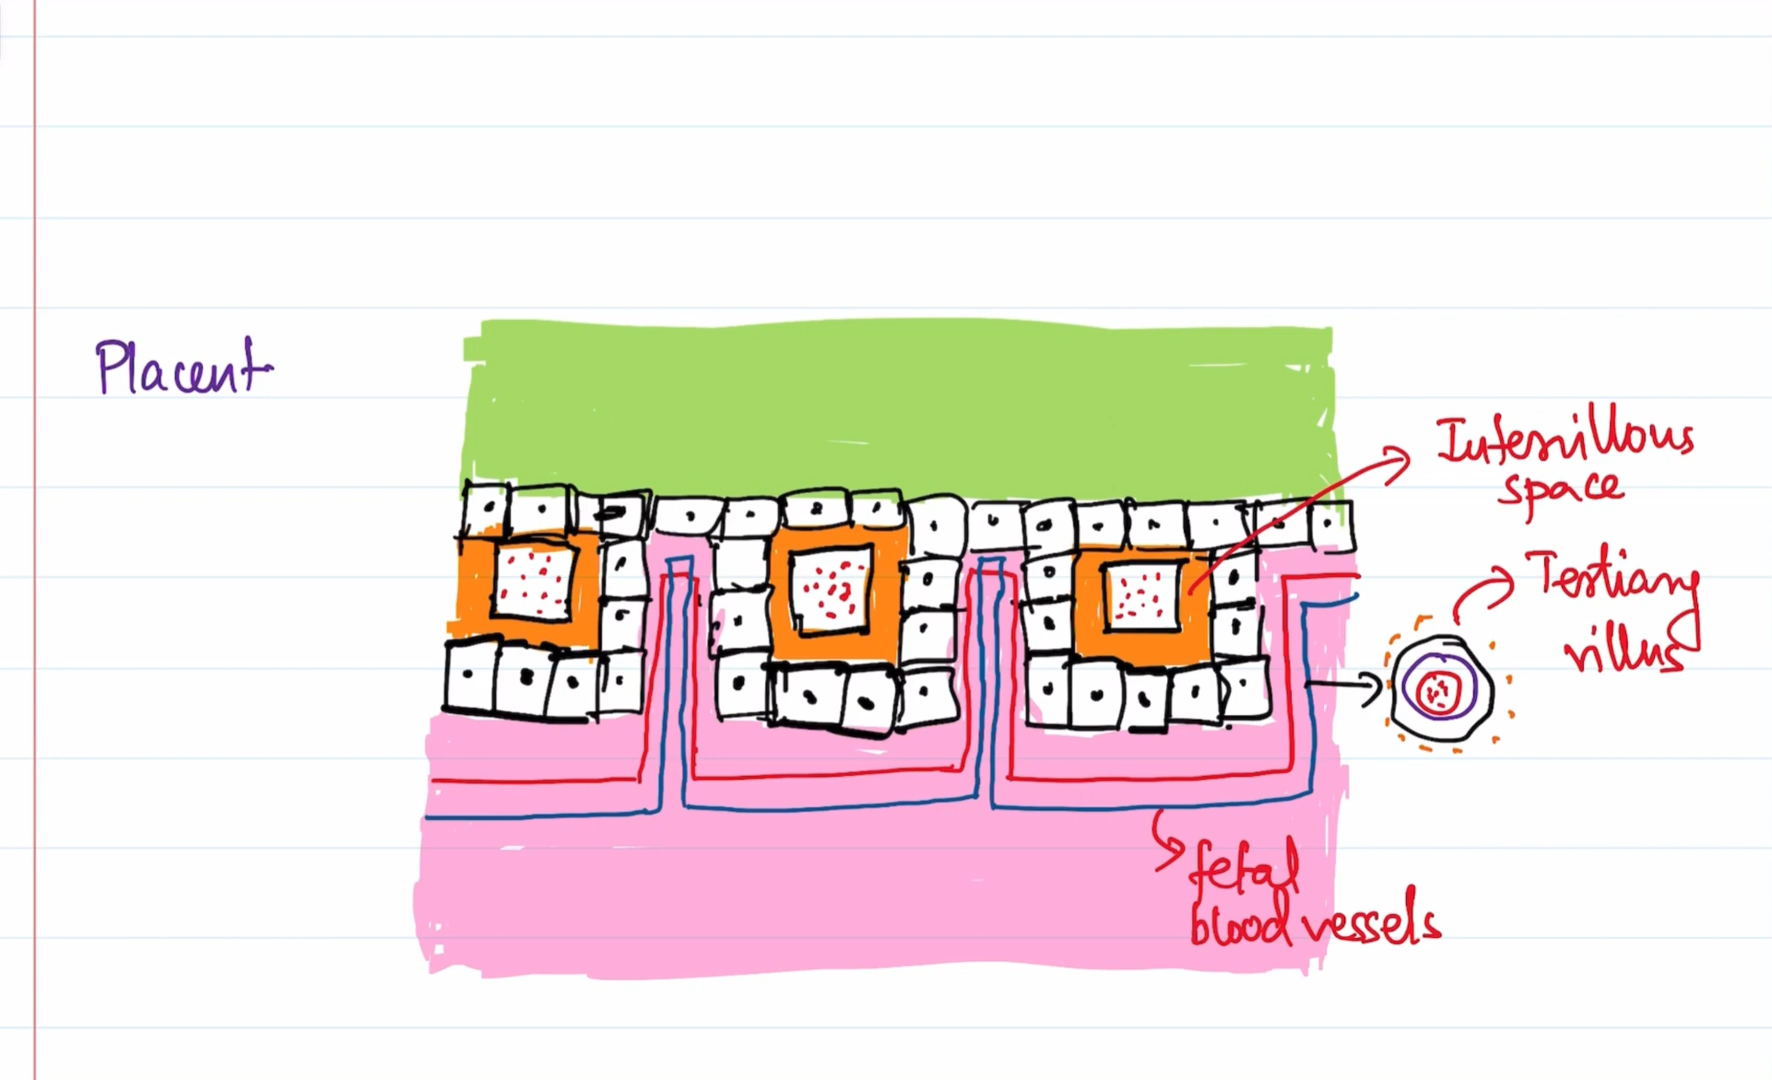 Placent
Intervillous
space
Tertiary
villus
fetal
blood vessels